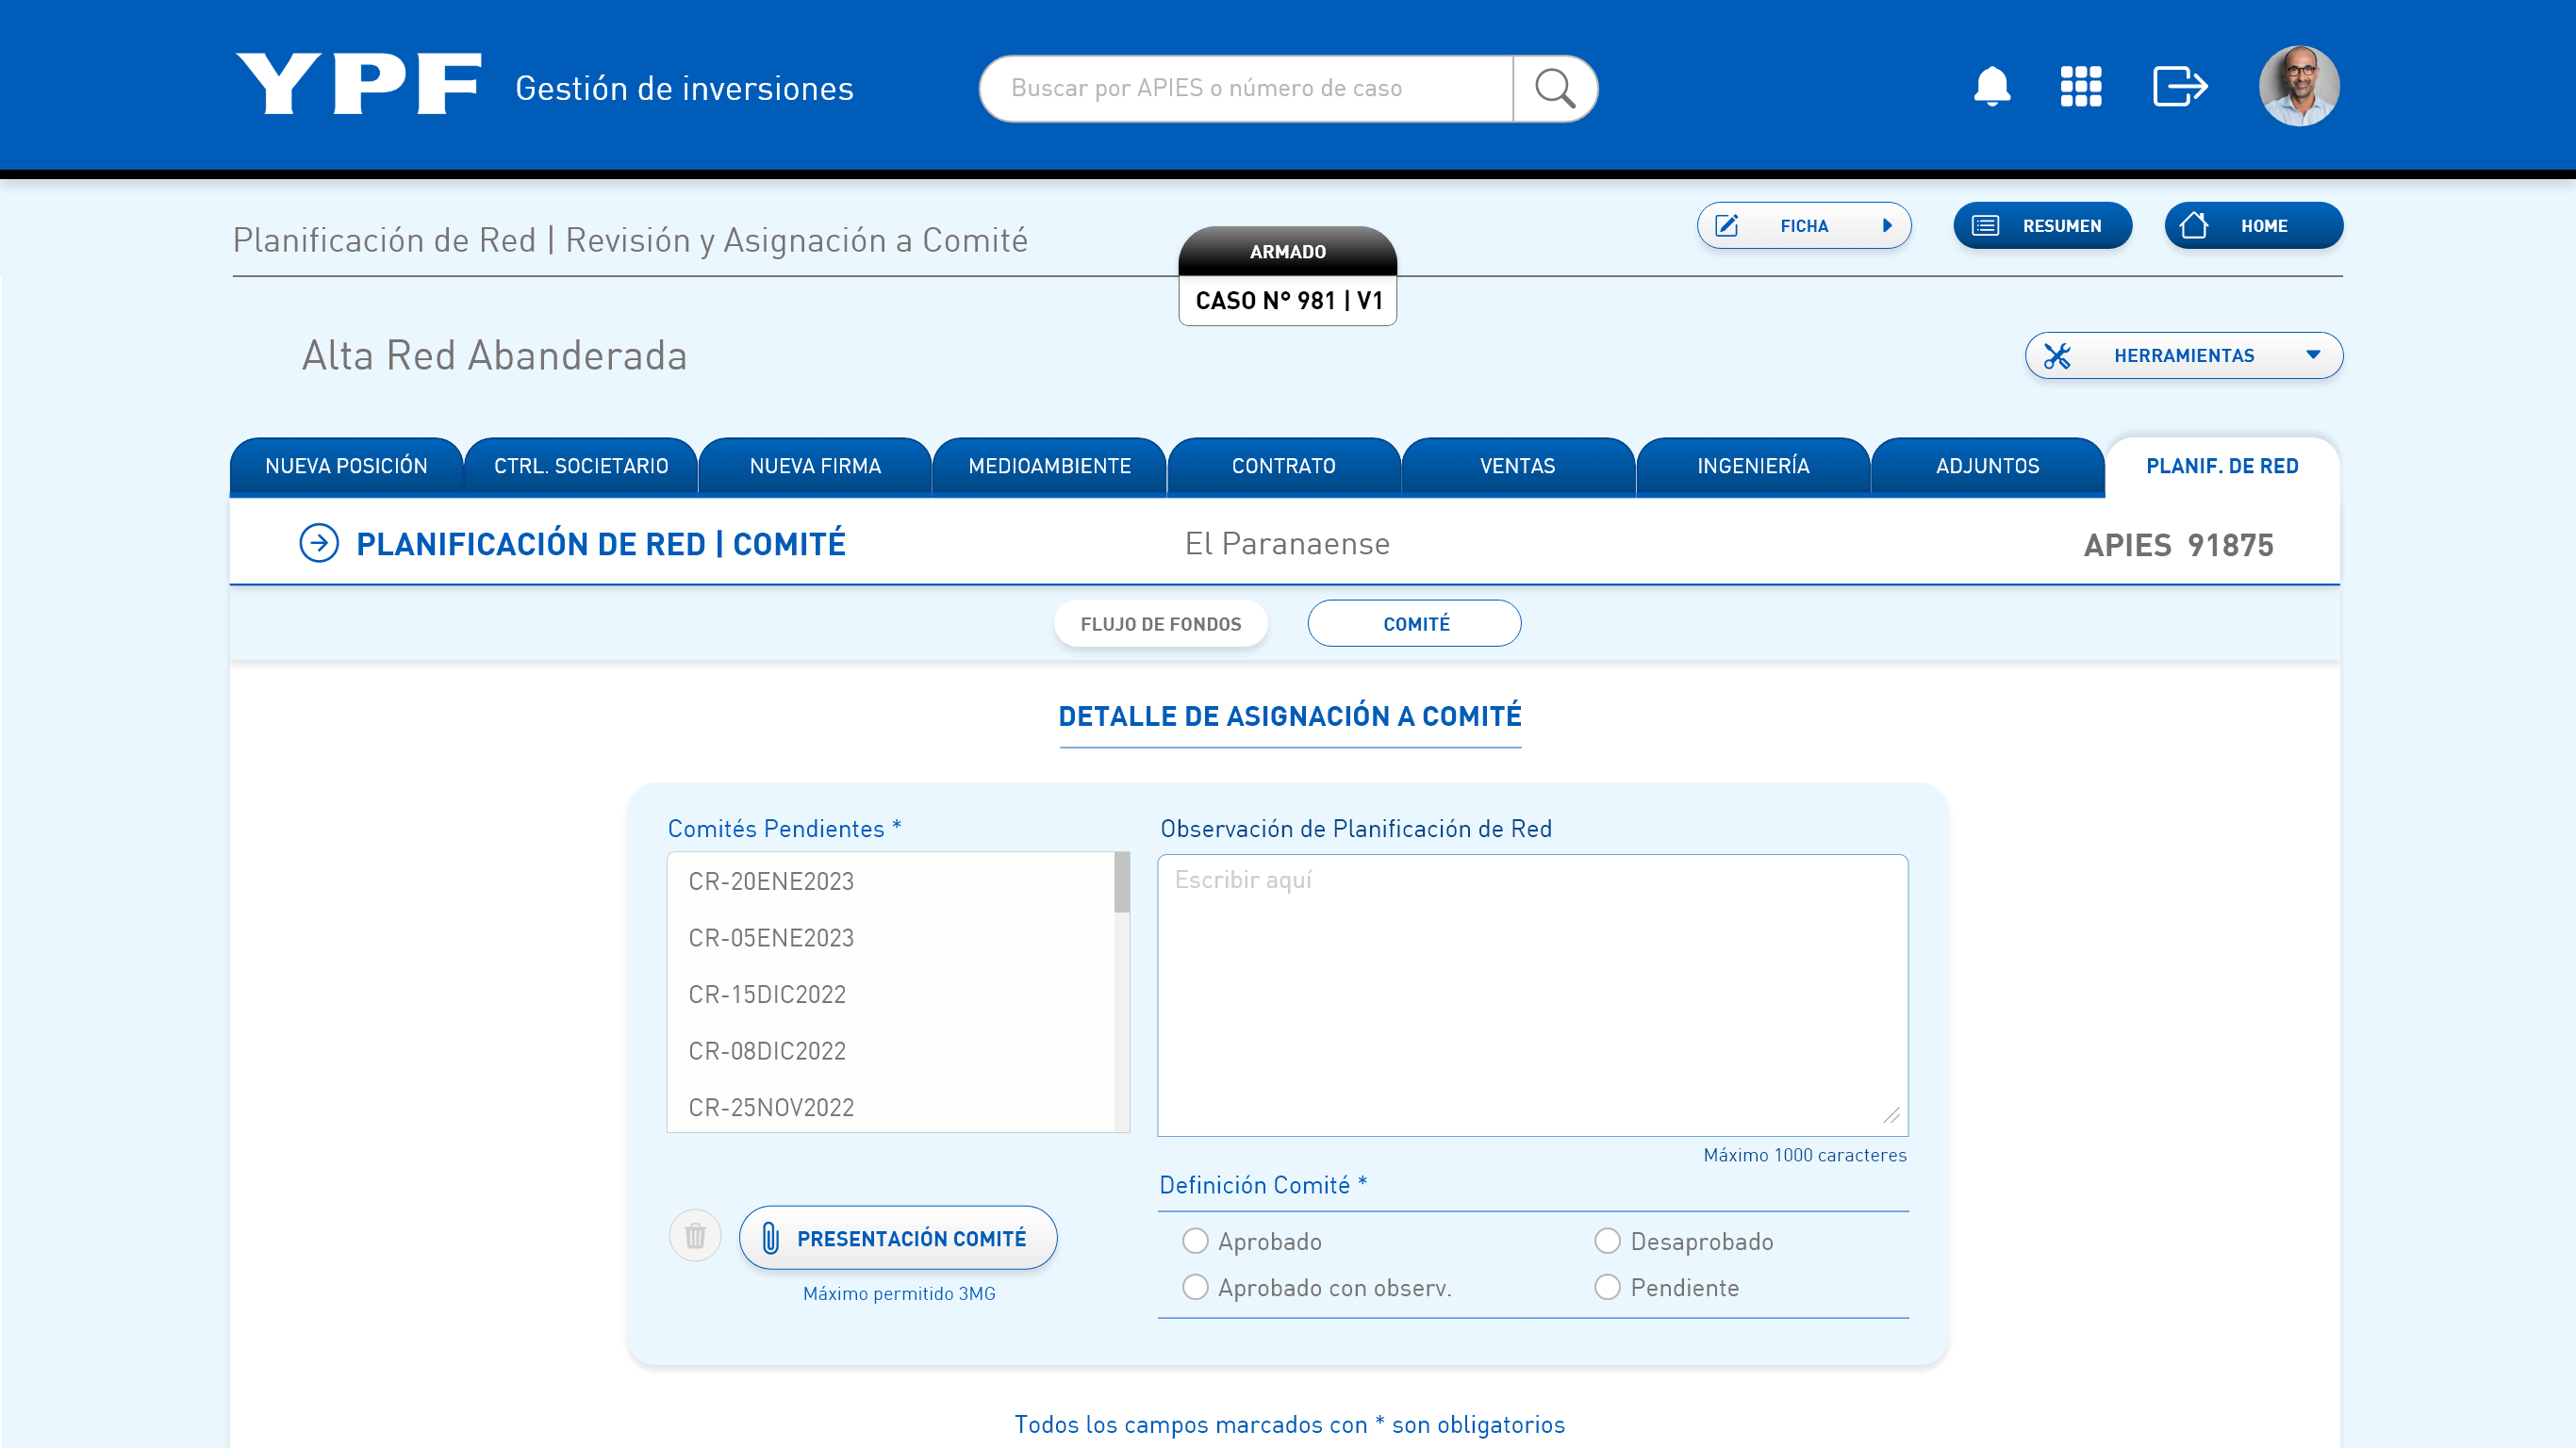 YPF Gestión de inversiones
Buscar por APIES o número de caso
Planificación de Red | Revisión y Asignación a Comité
ARMADO
CASO N° 981 | V1
FICHA
RESUMEN
HOME
Alta Red Abanderada
HERRAMIENTAS
NUEVA POSICIÓN
CTRL. SOCIETARIO
NUEVA FIRMA
MEDIOAMBIENTE
CONTRATO
VENTAS
INGENIERÍA
ADJUNTOS
PLANIF. DE RED
PLANIFICACIÓN DE RED | COMITÉ
El Paranaense
APIES 91875
FLUJO DE FONDOS
COMITÉ
DETALLE DE ASIGNACIÓN A COMITÉ
Comités Pendientes *
CR-20ENE2023
CR-05ENE2023
CR-15DIC2022
CR-08DIC2022
CR-25NOV2022
Observación de Planificación de Red
Escribir aquí
Máximo 1000 caracteres
PRESENTACIÓN COMITÉ
Máximo permitido 3MG
Definición Comité *
Aprobado
Desaprobado
Aprobado con observ.
Pendiente
Todos los campos marcados con * son obligatorios